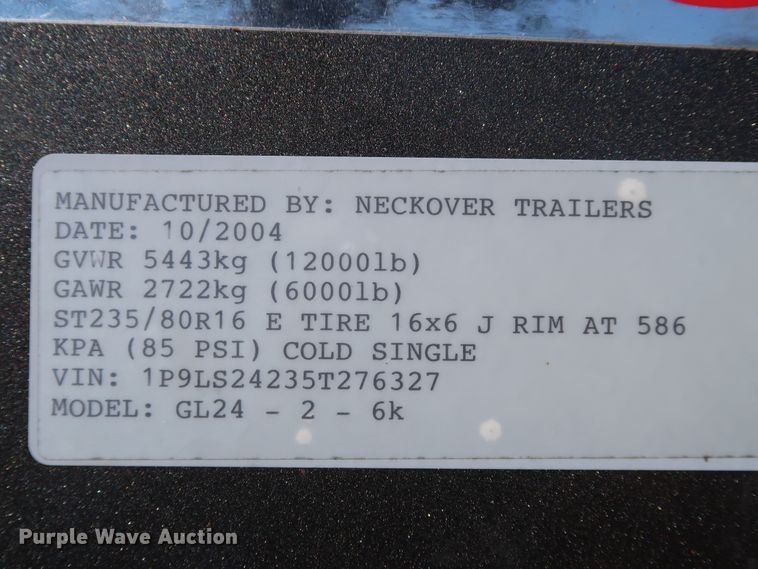 MANUFACTURED BY: NECKOVER TRAILERS
DATE: 10/2004
GVWR 5443kg (12000lb)
GAWR 2722kg (6000lb)
ST235/80R16 E TIRE 16x6 J RIM AT 586
KPA (85 PSI) COLD SINGLE
VIN: 1P9LS24235T276327
MODEL: GL24 - 2 - 6k
Purple Wave Auction